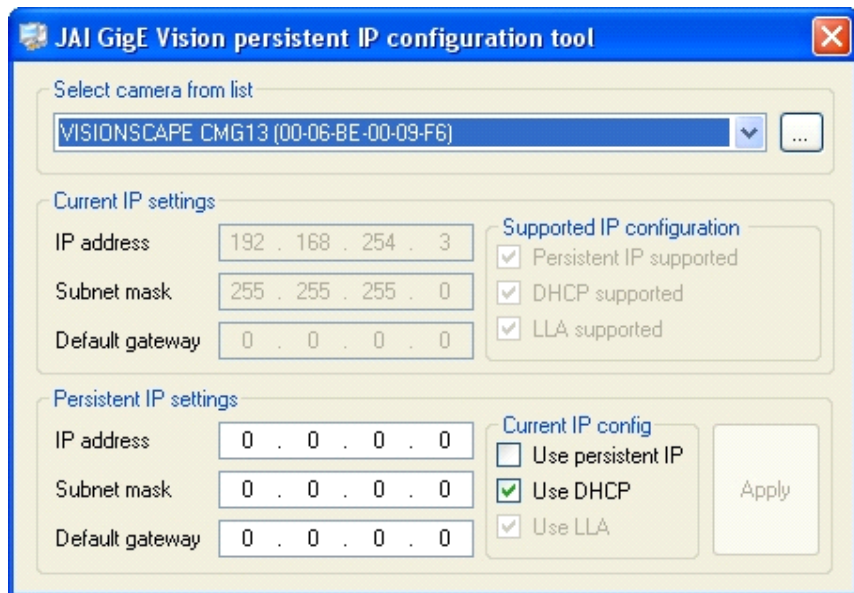 JAI GigE Vision persistent IP configuration tool
Select camera from list
VISIONSCAPE CMG13 (00-06-BE-00-09-F6)
...
Current IP settings
IP address 192 . 168 . 254 . 3
Subnet mask 255 . 255 . 255 . 0
Default gateway 0 . 0 . 0 . 0
Supported IP configuration
Persistent IP supported
DHCP supported
LLA supported
Persistent IP settings
IP address 0 . 0 . 0 . 0
Subnet mask 0 . 0 . 0 . 0
Default gateway 0 . 0 . 0 . 0
Current IP config
Use persistent IP
Use DHCP
Use LLA
Apply